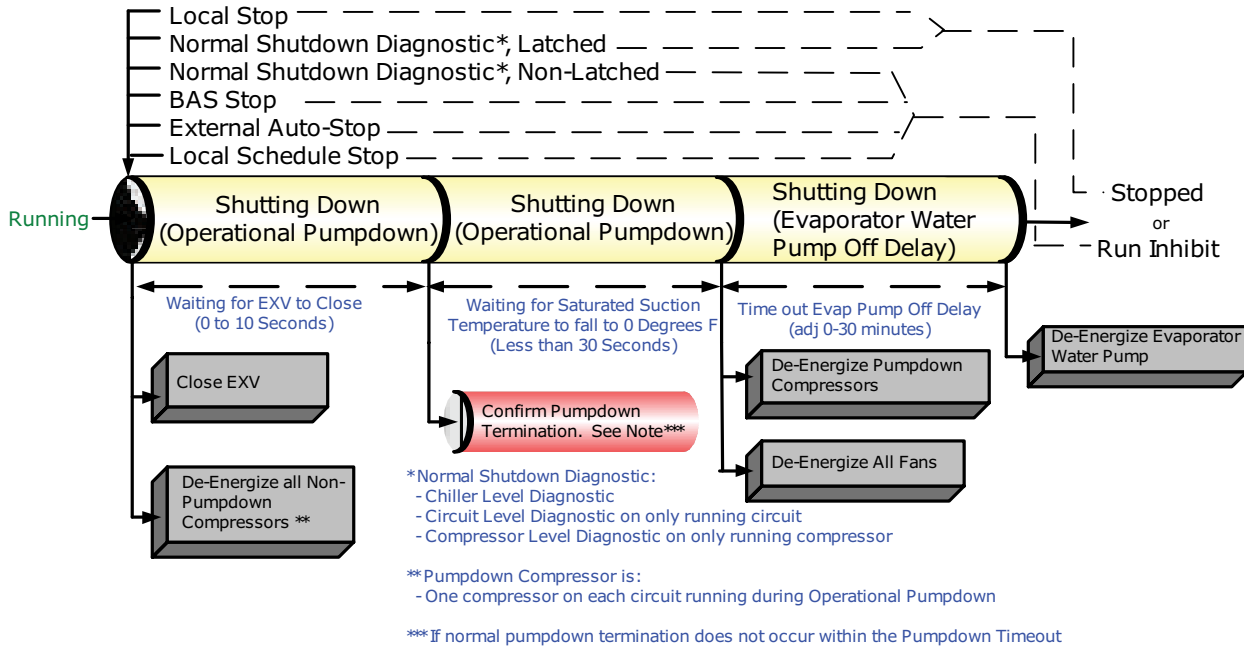 Local Stop
Normal Shutdown Diagnostic*, Latched
Normal Shutdown Diagnostic*, Non-Latched
BAS Stop
External Auto-Stop
Local Schedule Stop
Running
Shutting Down
(Operational Pumpdown)
Shutting Down
(Operational Pumpdown)
Shutting Down
(Evaporator Water
Pump Off Delay)
Stopped
or
Run Inhibit
Waiting for EXV to Close
(0 to 10 Seconds)
Waiting for Saturated Suction
Temperature to fall to 0 Degrees F
(Less than 30 Seconds)
Time out Evap Pump Off Delay
(adj 0-30 minutes)
De-Energize Evaporator
Water Pump
Close EXV
De-Energize all Non-
Pumpdown
Compressors **
Confirm Pumpdown
Termination. See Note***
De-Energize Pumpdown
Compressors
De-Energize All Fans
*Normal Shutdown Diagnostic:
- Chiller Level Diagnostic
- Circuit Level Diagnostic on only running circuit
- Compressor Level Diagnostic on only running compressor
**Pumpdown Compressor is:
- One compressor on each circuit running during Operational Pumpdown
***If normal pumpdown termination does not occur within the Pumpdown Timeout